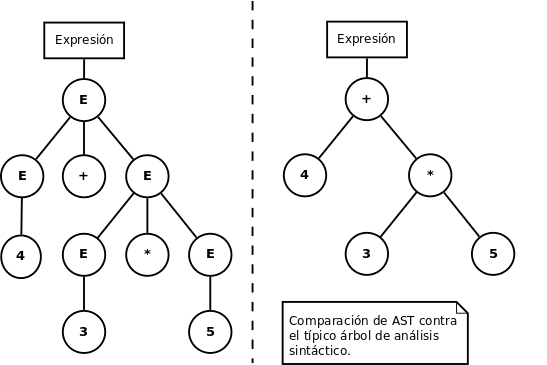 Expresión
E
E + E
4 E * E
3 5
Expresión
+
4 *
3 5
Comparación de AST contra
el típico árbol de análisis
sintáctico.